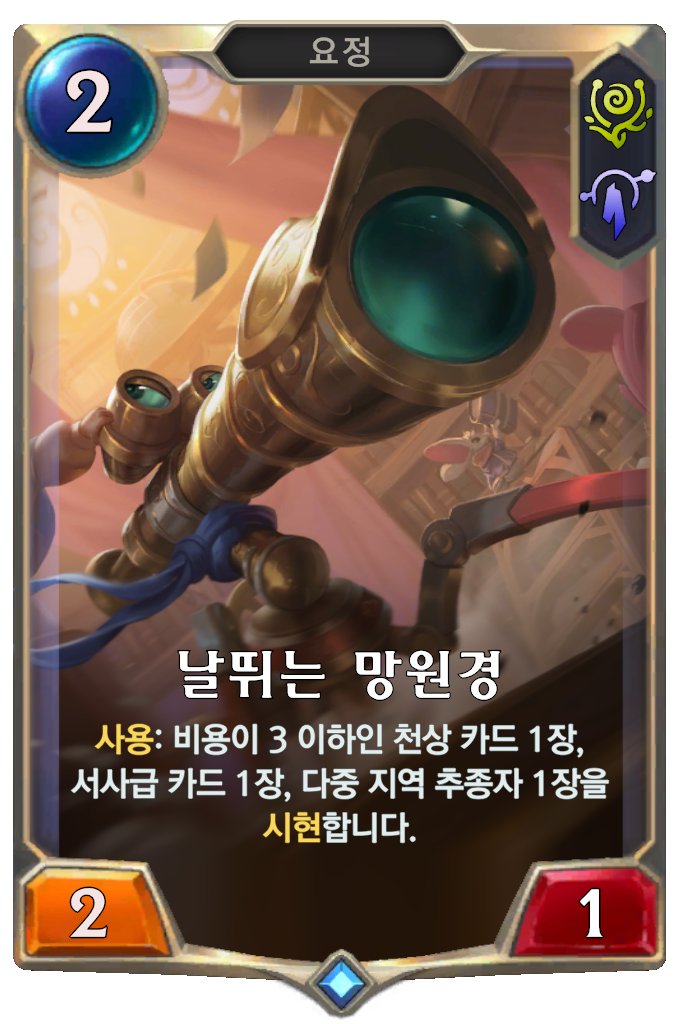 요정
2
날뛰는 망원경
사용: 비용이 3 이하인 천상 카드 1장,
서사급 카드 1장, 다중 지역 추종자 1장을
시현합니다.
2
1